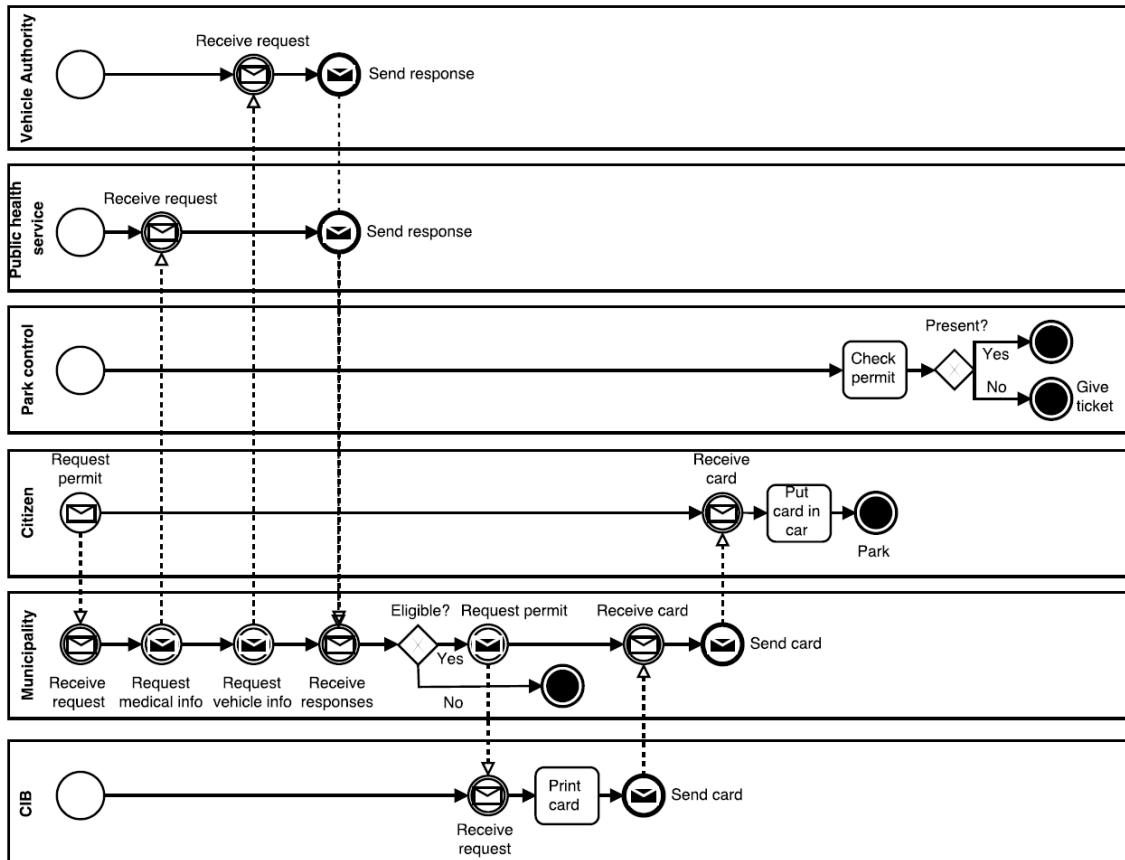 Vehicle Authority
Receive request
Send response
Public health
service
Receive request
Send response
Park control
Check
permit
Present?
Yes
No
Give
ticket
Citizen
Request
permit
Receive
card
Put
card in
car
Park
Municipality
Receive
request
Request
medical info
Request
vehicle info
Receive
responses
Eligible?
Yes
No
Request permit
Receive card
Send card
CIB
Receive
request
Print
card
Send card